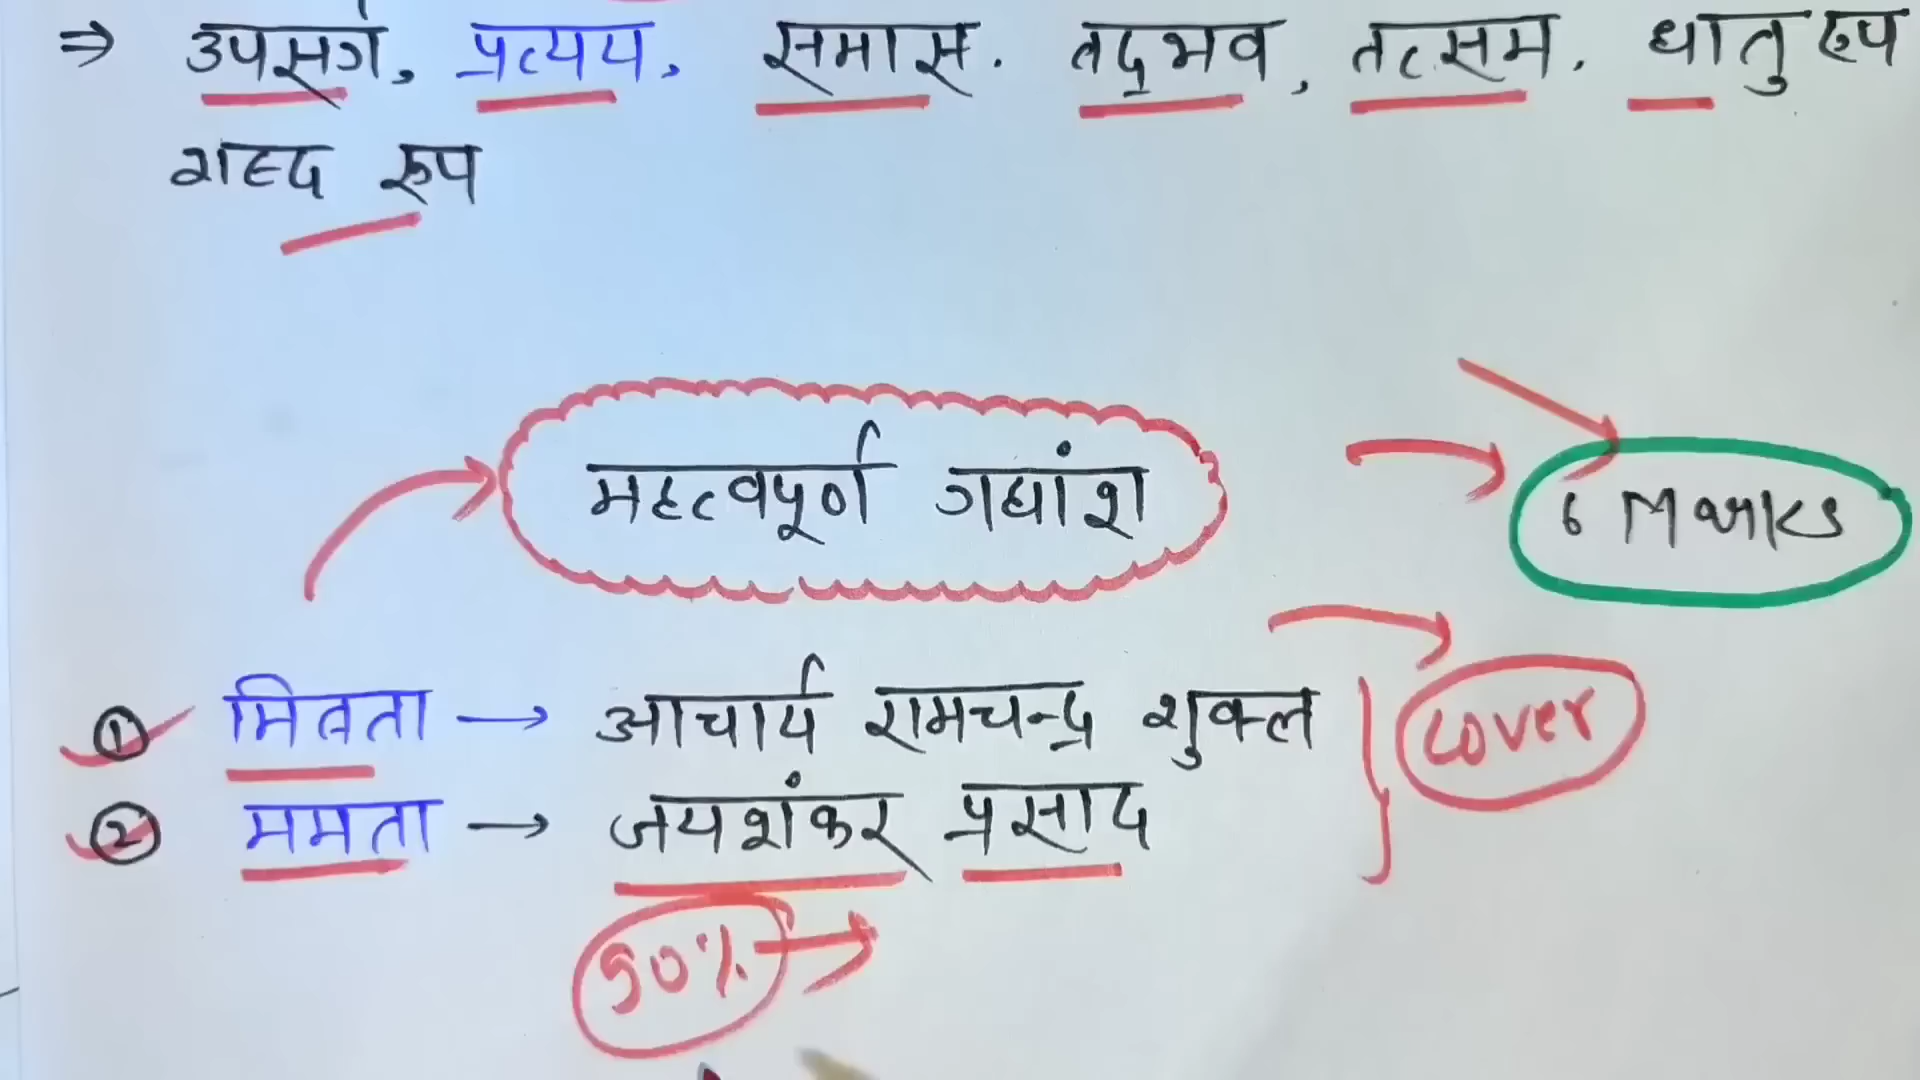 ⇒ उपसर्ग, प्रत्यय, समास. तद्भव, तत्सम. धातु रूप
शब्द रूप
महत्वपूर्ण गद्यांश
6 Marks
① मित्रता → आचार्य रामचन्द्र शुक्ल
cover
② ममता → जयशंकर प्रसाद
90%